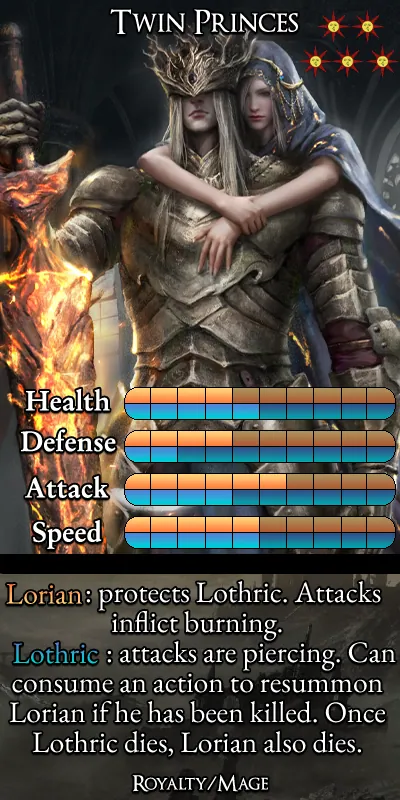 Twin Princes
Health
Defense
Attack
Speed
Lorian: protects Lothric. Attacks
inflict burning.
Lothric : attacks are piercing. Can
consume an action to resummon
Lorian if he has been killed. Once
Lothric dies, Lorian also dies.
Royalty/Mage